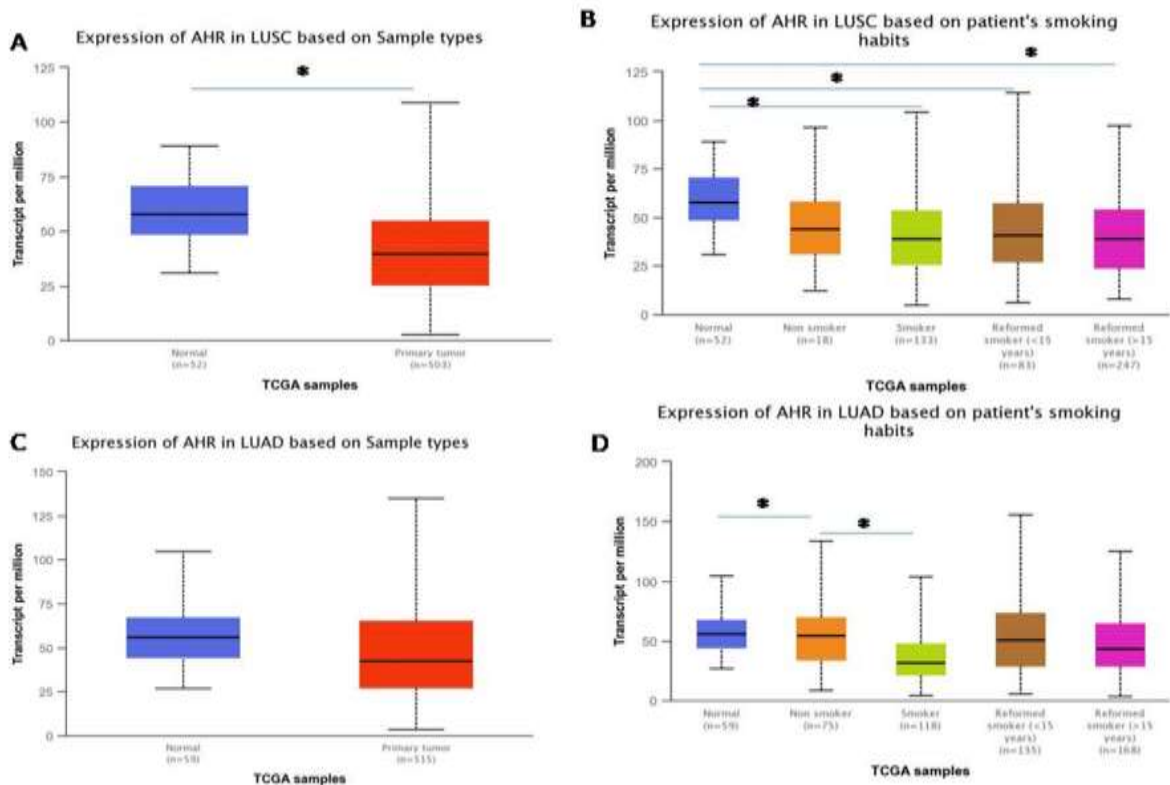 A
Expression of AHR in LUSC based on Sample types
*
Transcript per million
125
100
75
50
25
0
Normal
(n=52)
Primary tumor
(n=503)
TCGA samples
B
Expression of AHR in LUSC based on patient's smoking
habits
*
*
*
Transcript per million
125
100
75
50
25
0
Normal
(n=52)
Non smoker
(n=18)
Smoker
(n=133)
Reformed
smoker (<15
years)
(n=83)
Reformed
smoker (>15
years)
(n=247)
TCGA samples
C
Expression of AHR in LUAD based on Sample types
Transcript per million
150
125
100
75
50
25
0
Normal
(n=59)
Primary tumor
(n=515)
TCGA samples
D
Expression of AHR in LUAD based on patient's smoking
habits
*
*
Transcript per million
200
150
100
50
0
Normal
(n=59)
Non smoker
(n=75)
Smoker
(n=118)
Reformed
smoker (<15
years)
(n=135)
Reformed
smoker (>15
years)
(n=168)
TCGA samples